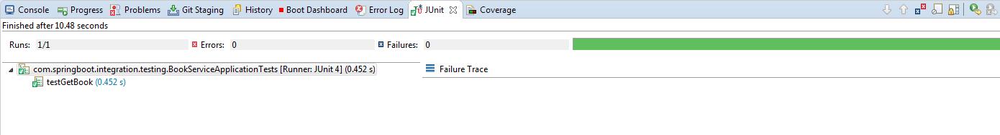 Console Progress Problems Git Staging History Boot Dashboard Error Log JUnit Coverage
Finished after 10.48 seconds
Runs: 1/1 Errors: 0 Failures: 0
com.springboot.integration.testing.BookServiceApplicationTests [Runner: JUnit 4] (0.452 s) Failure Trace
testGetBook (0.452 s)